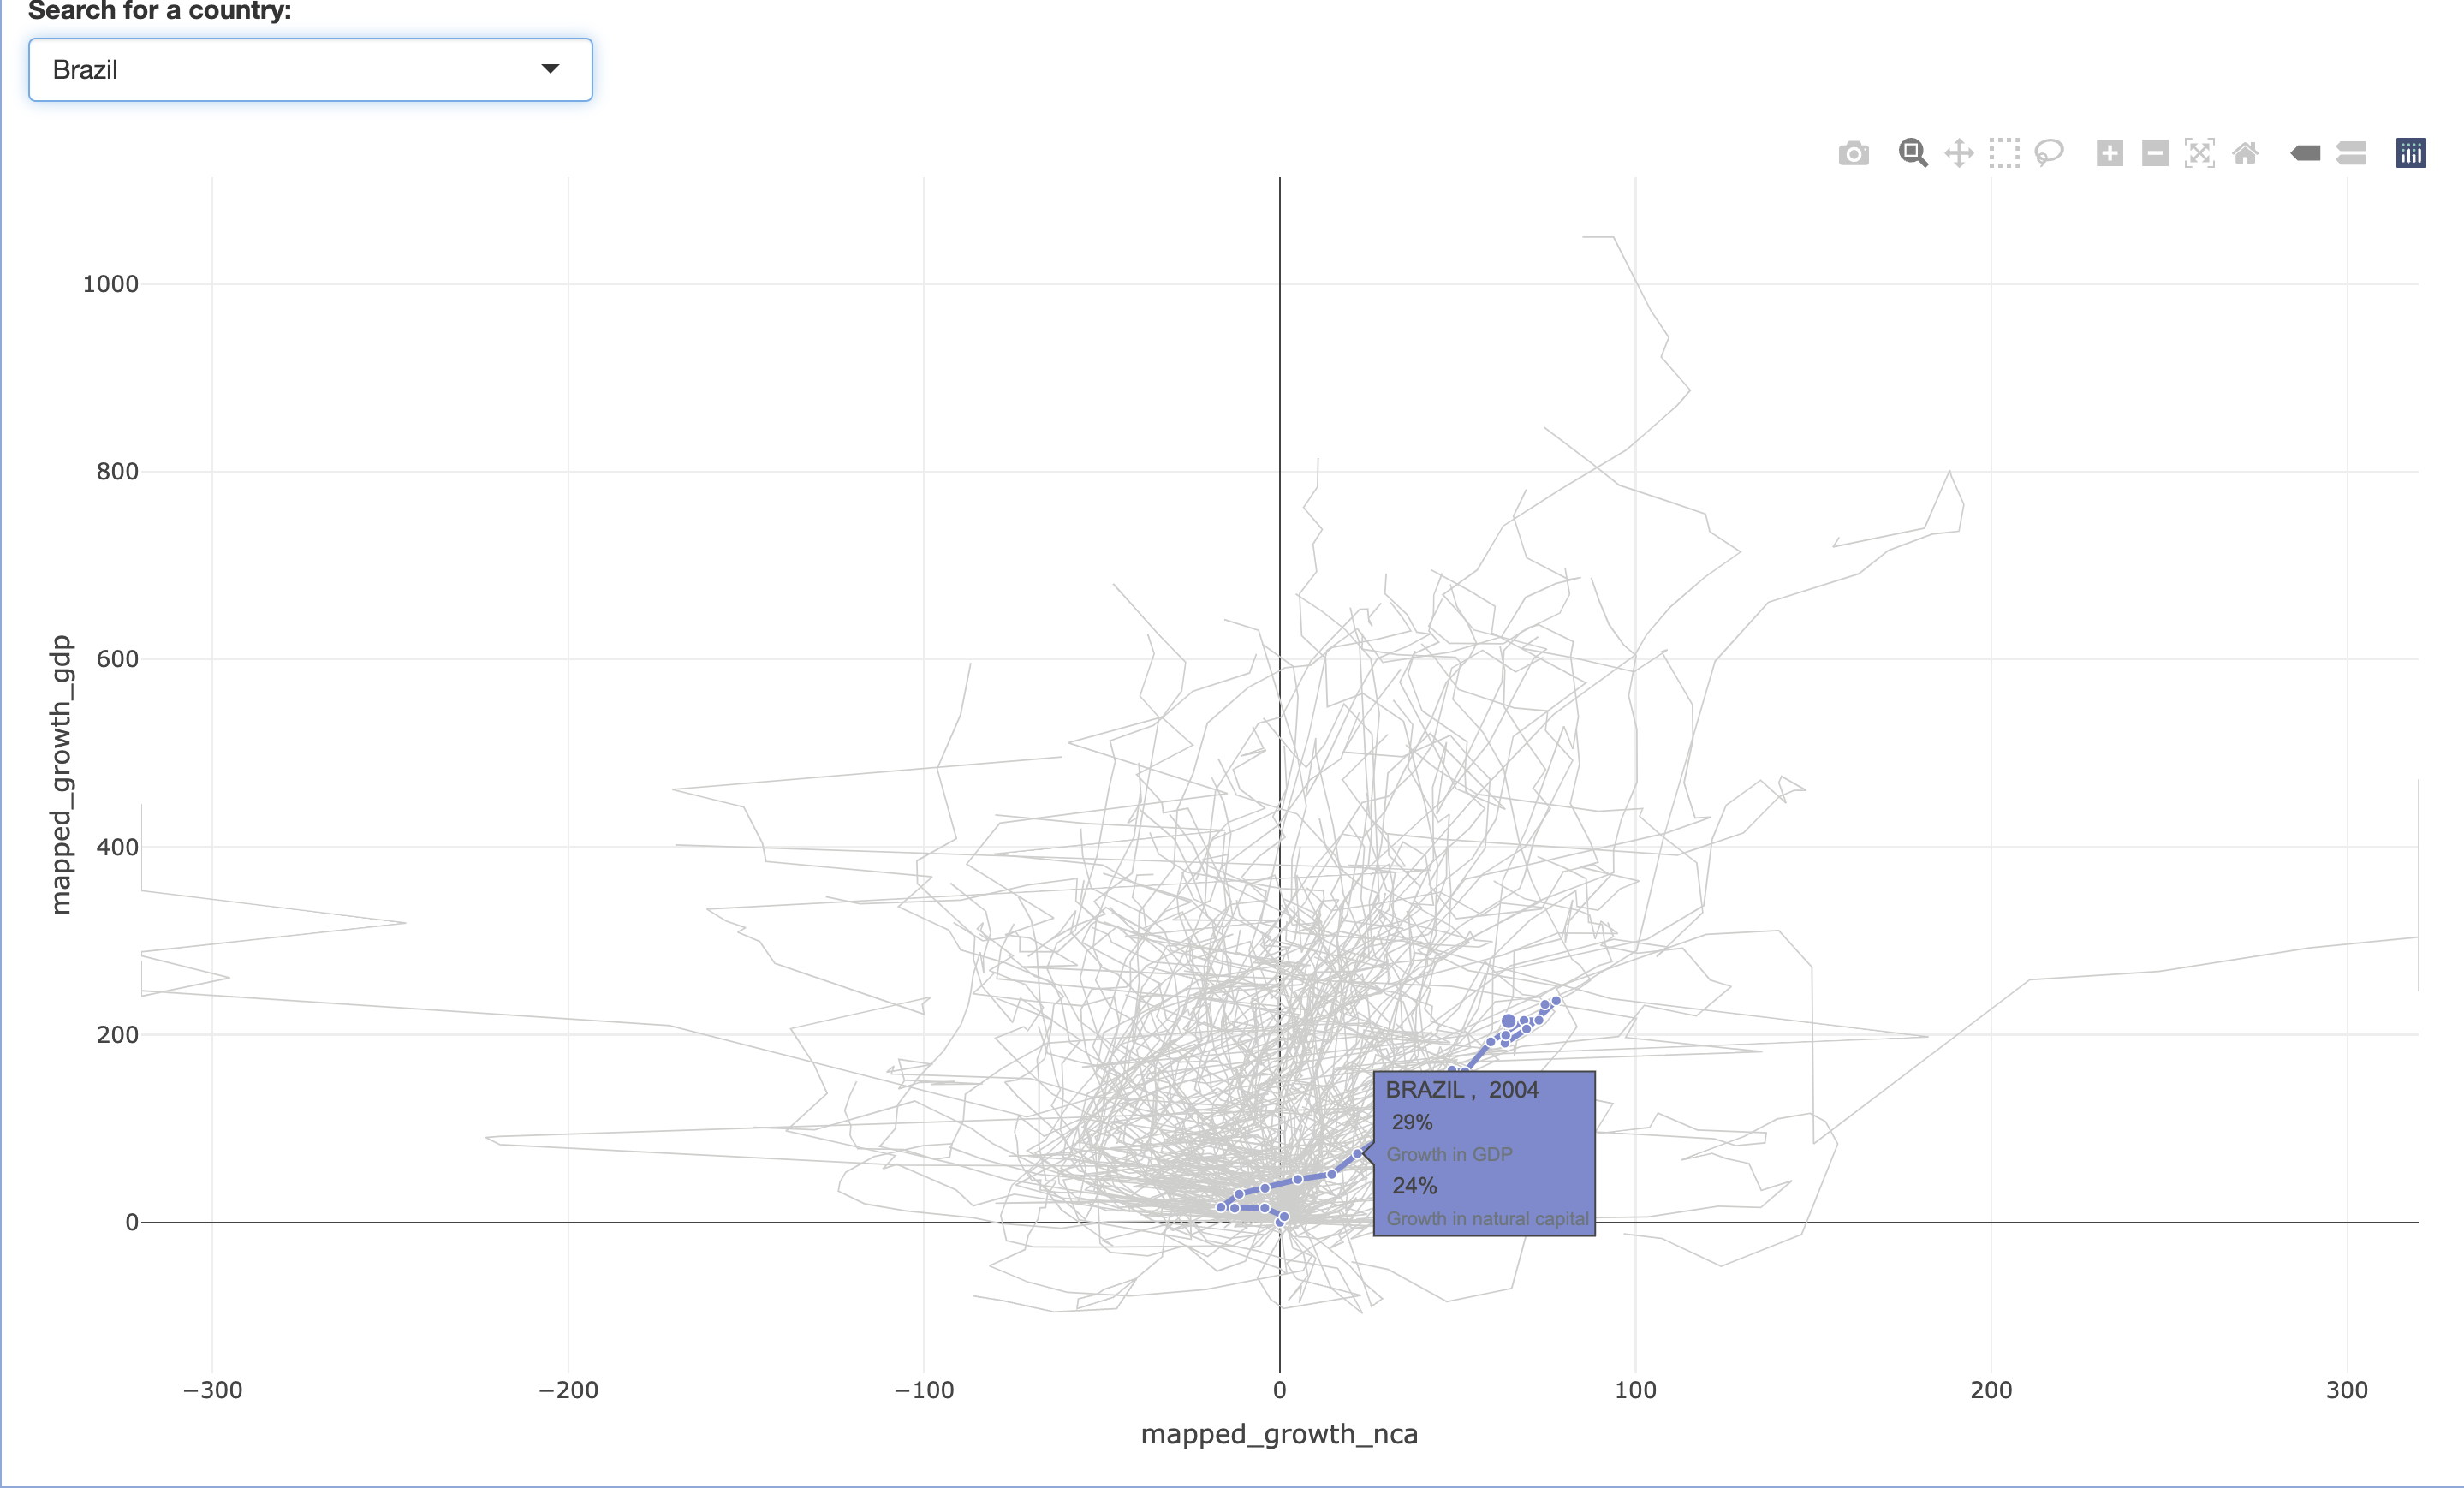 Search for a country:
Brazil
1000
800
600
400
200
0
mapped_growth_gdp
BRAZIL , 2004
29%
Growth in GDP
24%
Growth in natural capital
−300 −200 −100 0 100 200 300
mapped_growth_nca